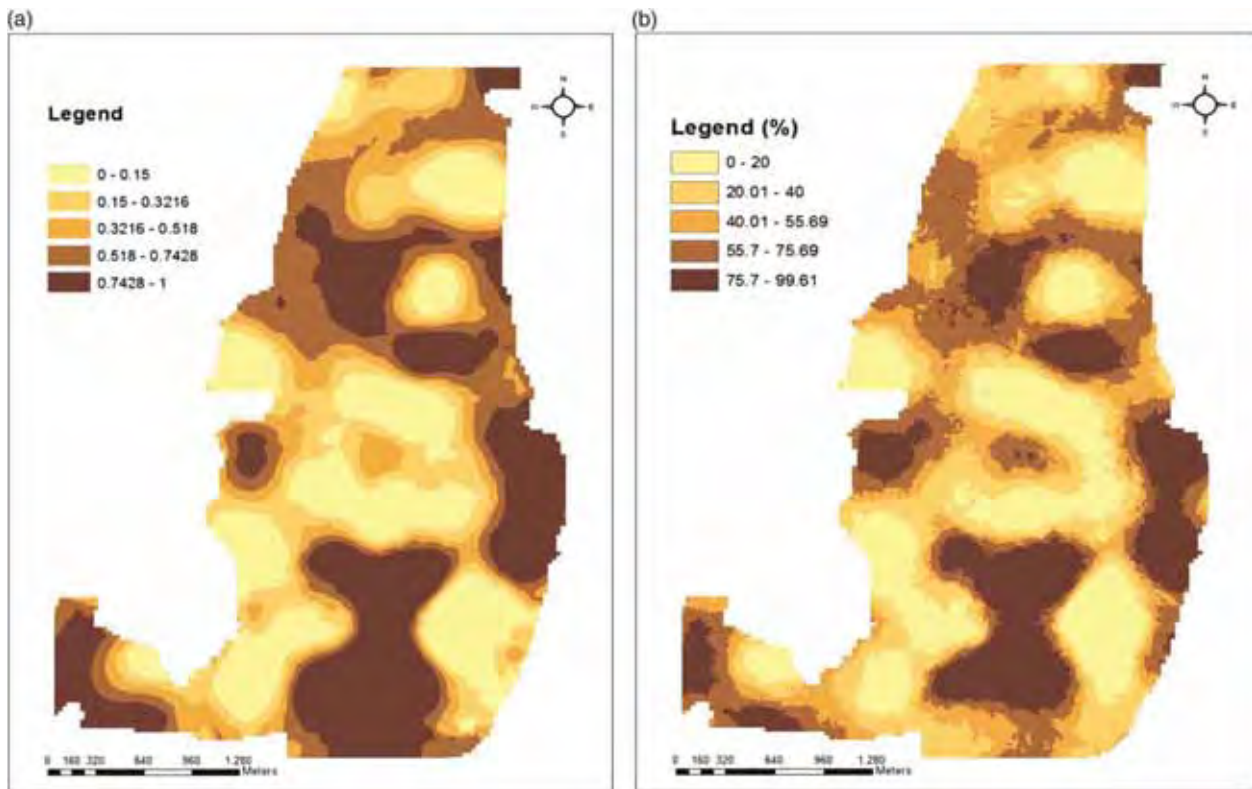 (a)
(b)
N
E
S
Legend
0 - 0.15
0.15 - 0.3216
0.3216 - 0.518
0.518 - 0.7428
0.7428 - 1
0 160 320 640 960 1.280
Meters
N
E
S
Legend (%)
0 - 20
20.01 - 40
40.01 - 55.69
55.7 - 75.69
75.7 - 99.61
0 160 320 640 960 1.280
Meters